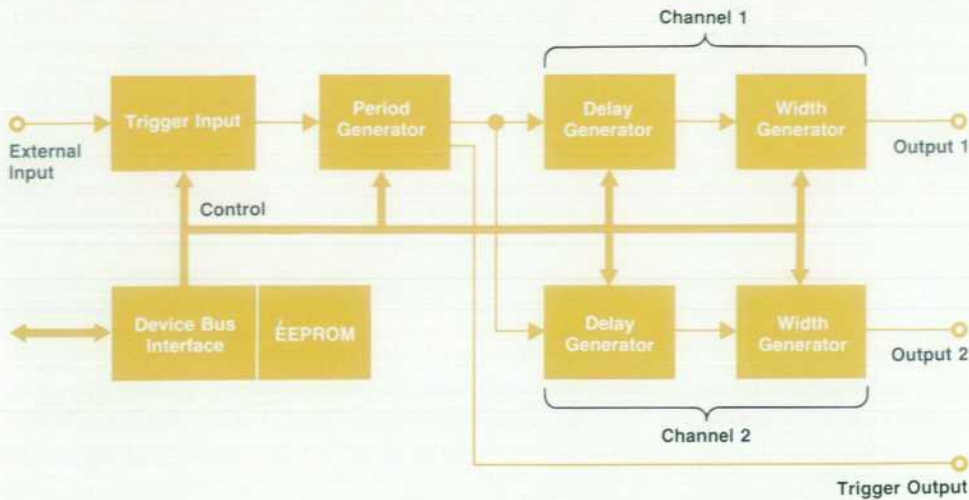 Channel 1
Trigger Input
Period
Generator
Delay
Generator
Width
Generator
External
Input
Output 1
Control
Device Bus
Interface
EEPROM
Delay
Generator
Width
Generator
Output 2
Channel 2
Trigger Output